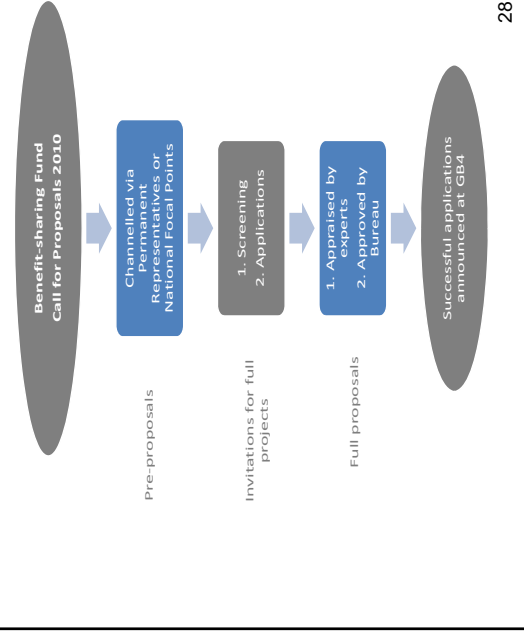 Benefit-sharing Fund
Call for Proposals 2010
Pre-proposals
Channelled via
Permanent
Representatives or
National Focal Points
Invitations for full
projects
1. Screening
2. Applications
Full proposals
1. Appraised by
experts
2. Approved by
Bureau
Successful applications
announced at GB4
28